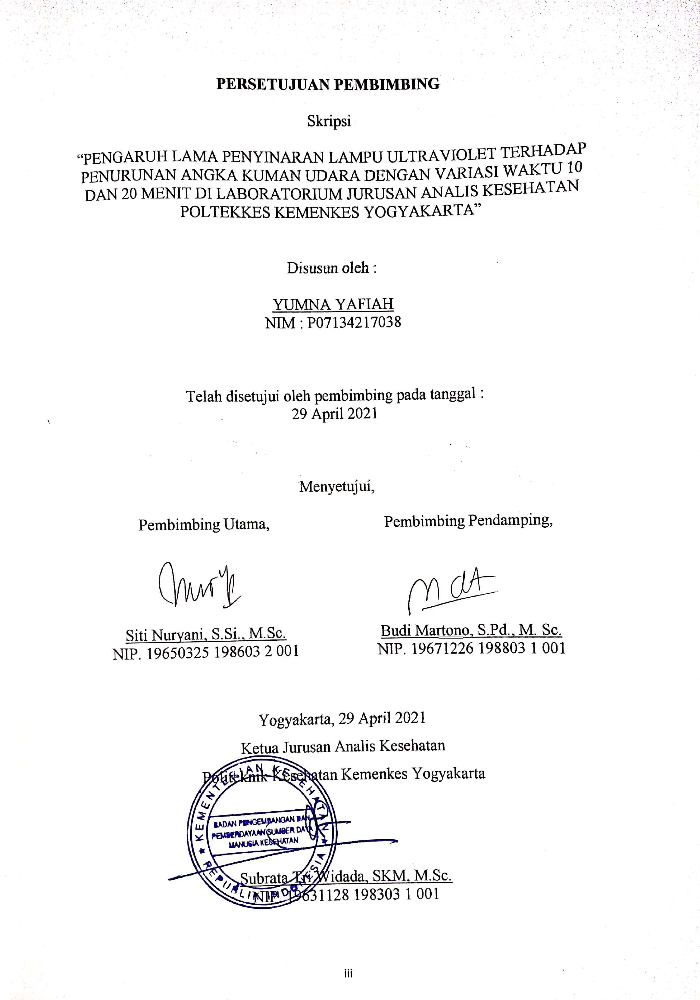 PERSETUJUAN PEMBIMBING
Skripsi
“PENGARUH LAMA PENYINARAN LAMPU ULTRAVIOLET TERHADAP
PENURUNAN ANGKA KUMAN UDARA DENGAN VARIASI WAKTU 10
DAN 20 MENIT DI LABORATORIUM JURUSAN ANALIS KESEHATAN
POLTEKKES KEMENKES YOGYAKARTA”
Disusun oleh :
YUMNA YAFIAH
NIM : P07134217038
Telah disetujui oleh pembimbing pada tanggal :
29 April 2021
Menyetujui,
Pembimbing Utama,
Pembimbing Pendamping,
Siti Nuryani, S.Si., M.Sc.
NIP. 19650325 198603 2 001
Budi Martono, S.Pd., M. Sc.
NIP. 19671226 198803 1 001
Yogyakarta, 29 April 2021
Ketua Jurusan Analis Kesehatan
Politeknik Kesehatan Kemenkes Yogyakarta
KEMENTERIAN KESEHATAN
BADAN PENGEMBANGAN DAN
PEMBERDAYAAN SUMBER DAYA
MANUSIA KESEHATAN
REPUBLIK INDONESIA
Subrata Tri Widada, SKM, M.Sc.
NIP. 19631128 198303 1 001
iii